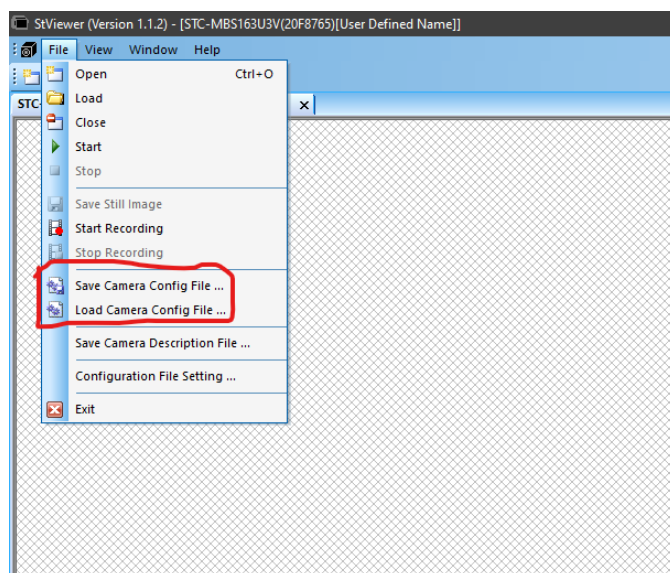 StViewer (Version 1.1.2) - [STC-MBS163U3V(20F8765)[User Defined Name]]
File View Window Help
Open Ctrl+O
STC-
Load
Close
Start
Stop
Save Still Image
Start Recording
Stop Recording
Save Camera Config File ...
Load Camera Config File ...
Save Camera Description File ...
Configuration File Setting ...
Exit